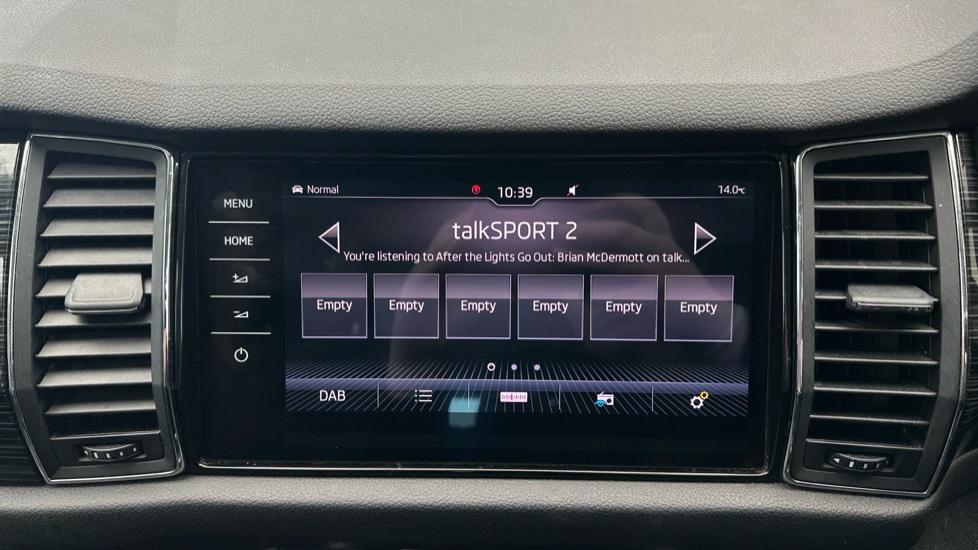 Normal 10:39 14.0°C
MENU
talkSPORT 2
HOME
You're listening to After the Lights Go Out: Brian McDermott on talk...
Empty Empty Empty Empty Empty Empty
DAB